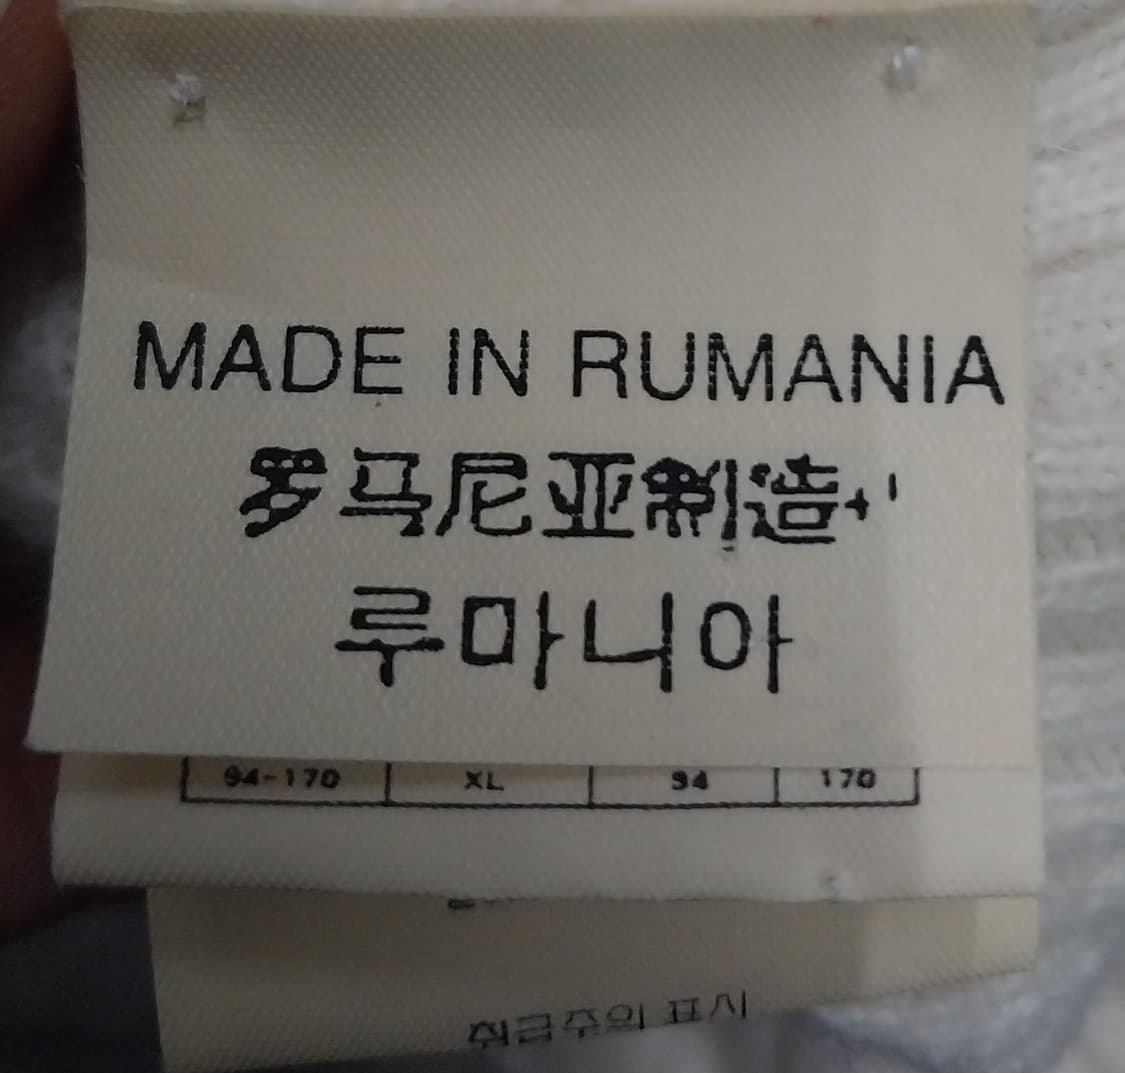 MADE IN RUMANIA
罗马尼亚制造
루마니아
94-170 XL 94 170
취급주의 표시